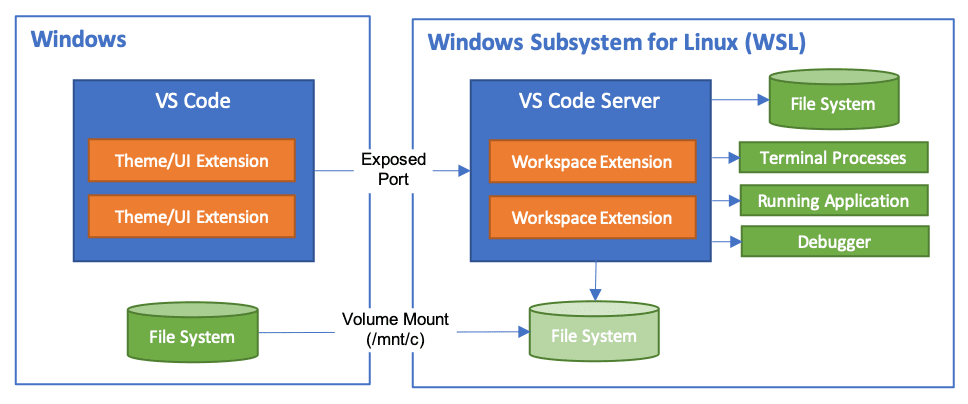 Windows
VS Code
Theme/UI Extension
Theme/UI Extension
File System
Exposed
Port
Volume Mount
(/mnt/c)
Windows Subsystem for Linux (WSL)
VS Code Server
Workspace Extension
Workspace Extension
File System
Terminal Processes
Running Application
Debugger
File System